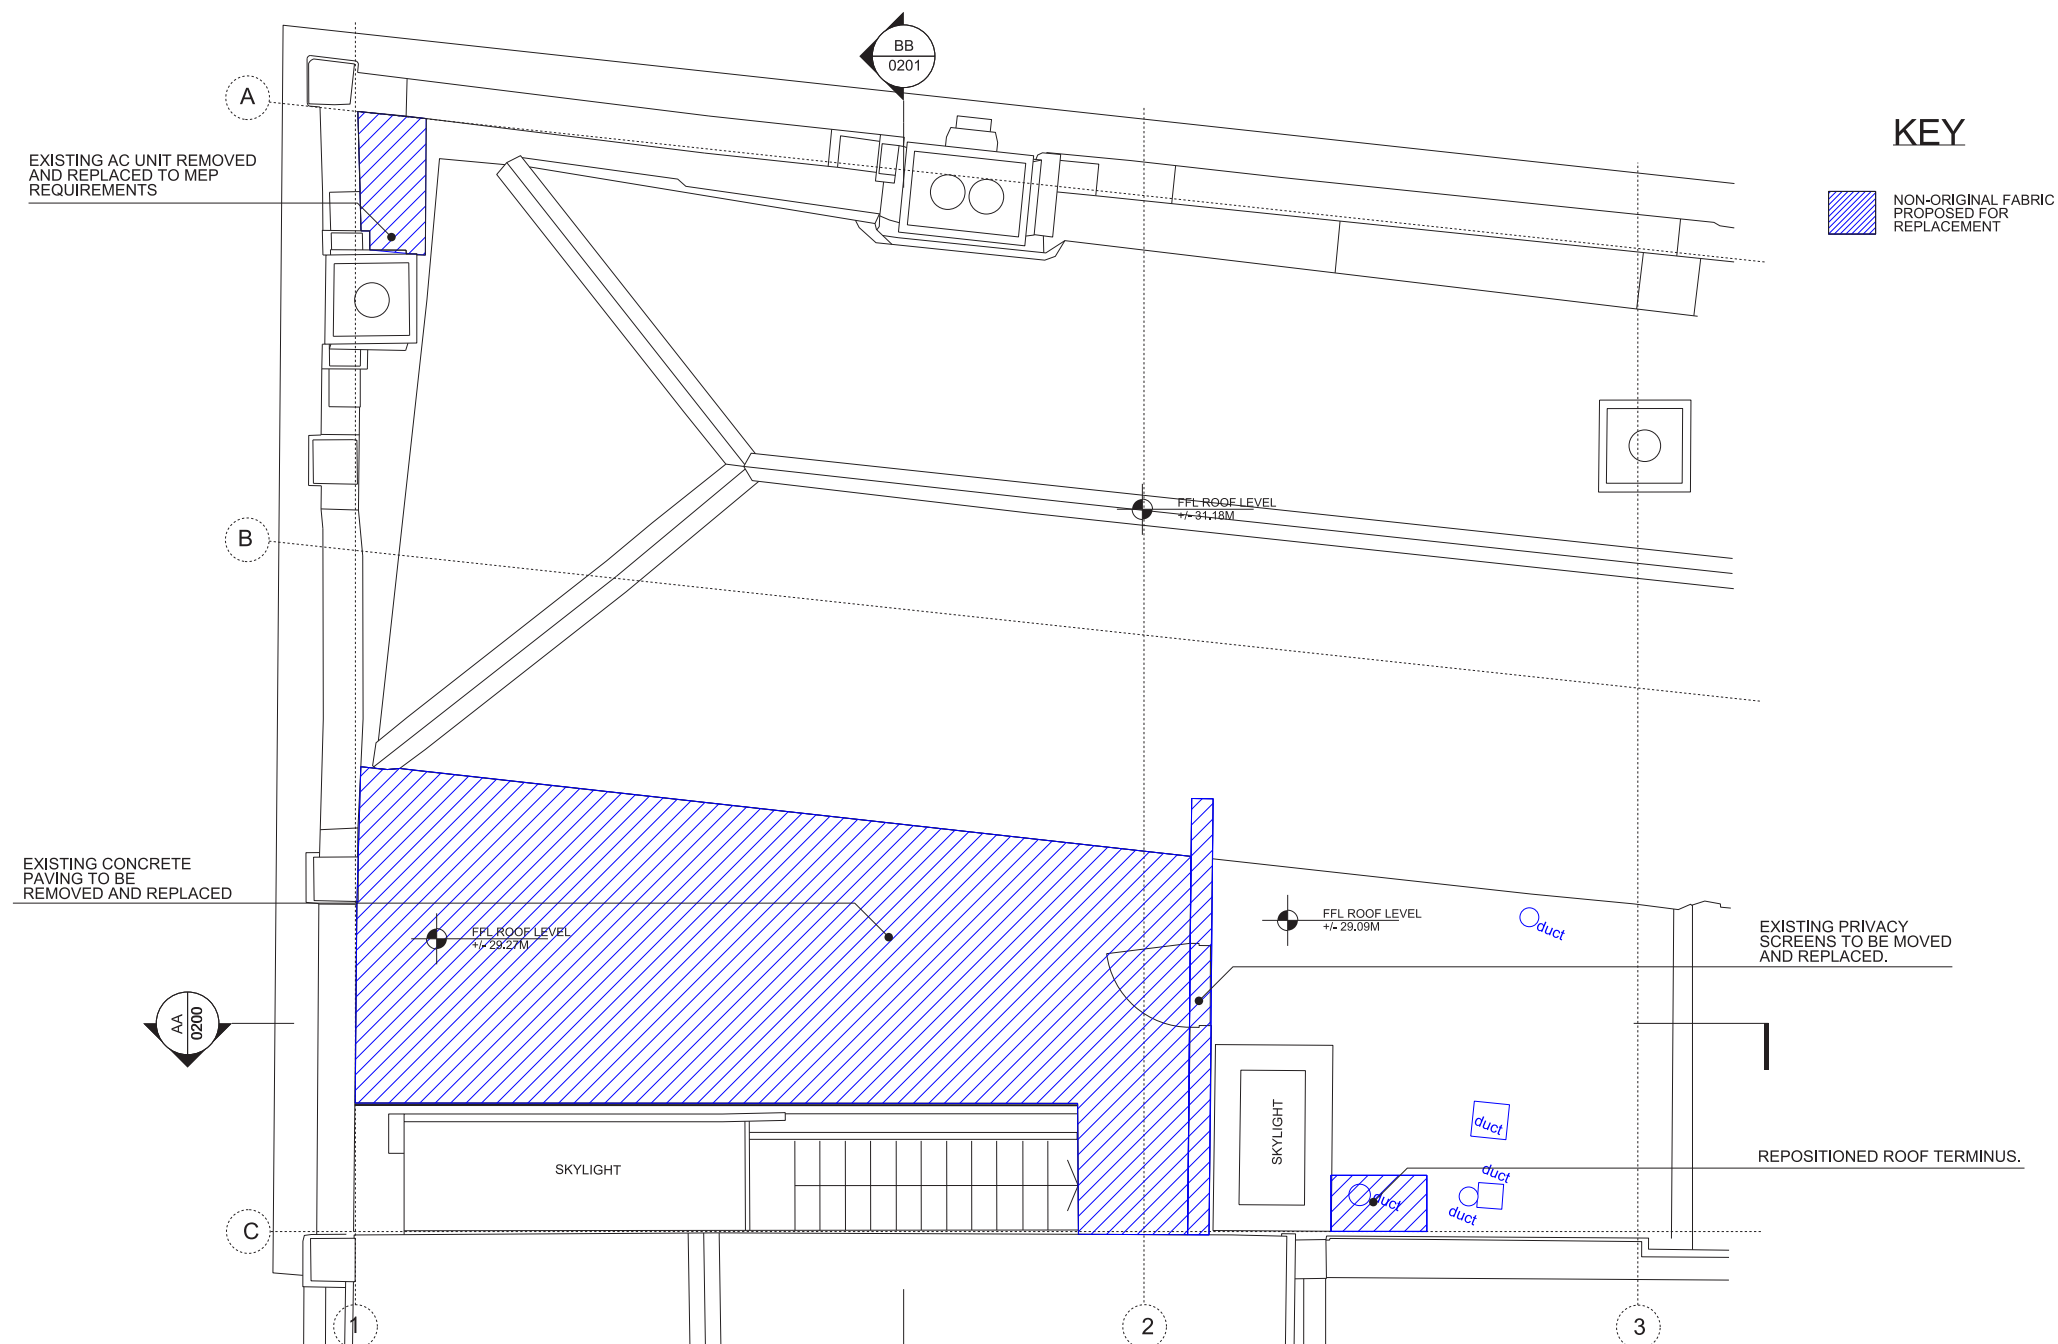 BB
0201
A
KEY
EXISTING AC UNIT REMOVED
AND REPLACED TO MEP
REQUIREMENTS
NON-ORIGINAL FABRIC
PROPOSED FOR
REPLACEMENT
FFL ROOF LEVEL
+/- 31.18M
B
EXISTING CONCRETE
PAVING TO BE
REMOVED AND REPLACED
FFL ROOF LEVEL
+/- 29.27M
FFL ROOF LEVEL
+/- 29.09M
duct
EXISTING PRIVACY
SCREENS TO BE MOVED
AND REPLACED.
AA
0200
SKYLIGHT
SKYLIGHT
duct
duct
duct
duct
REPOSITIONED ROOF TERMINUS.
C
1
2
3